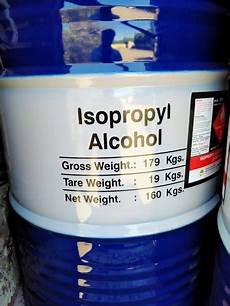 Isopropyl
Alcohol
Gross Weight.: 179 Kgs.
Tare Weight. : 19 Kgs.
Net Weight. : 160 Kgs.